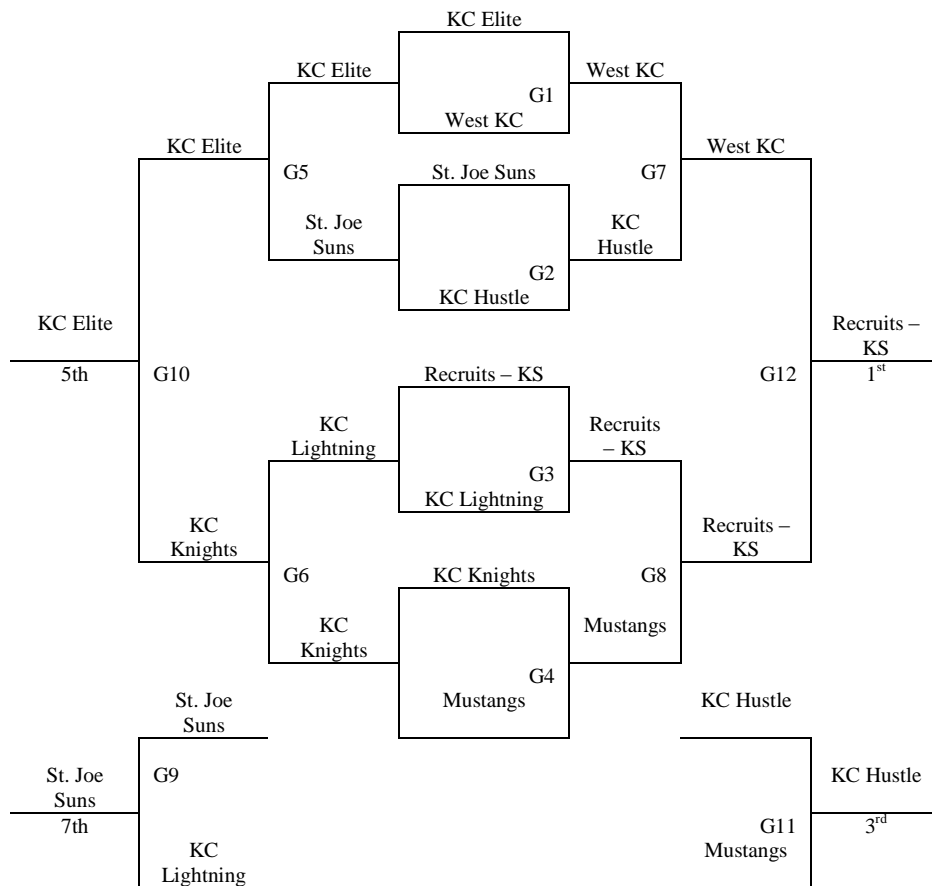 KC Elite
KC Elite
West KC
G1
West KC
KC Elite
West KC
G5
St. Joe Suns
G7
St. Joe
Suns
KC
Hustle
G2
KC Hustle
KC Elite
5th
G10
Recruits –
KS
1st
G12
Recruits – KS
KC
Lightning
Recruits
– KS
G3
KC Lightning
KC
Knights
Recruits –
KS
G6
KC Knights
G8
KC
Knights
Mustangs
G4
Mustangs
St. Joe
Suns
KC Hustle
G9
St. Joe
Suns
7th
KC Hustle
3rd
G11
KC
Lightning
Mustangs